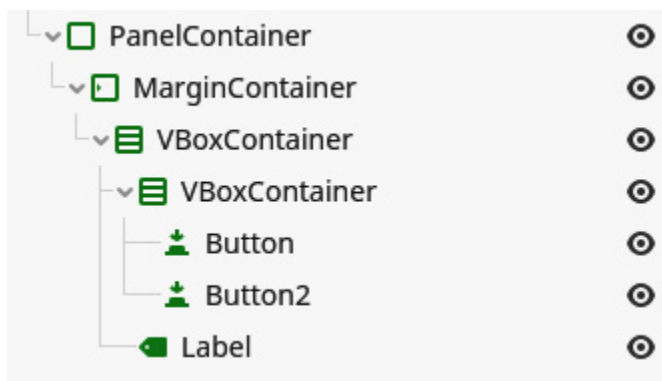 PanelContainer
MarginContainer
VBoxContainer
VBoxContainer
Button
Button2
Label